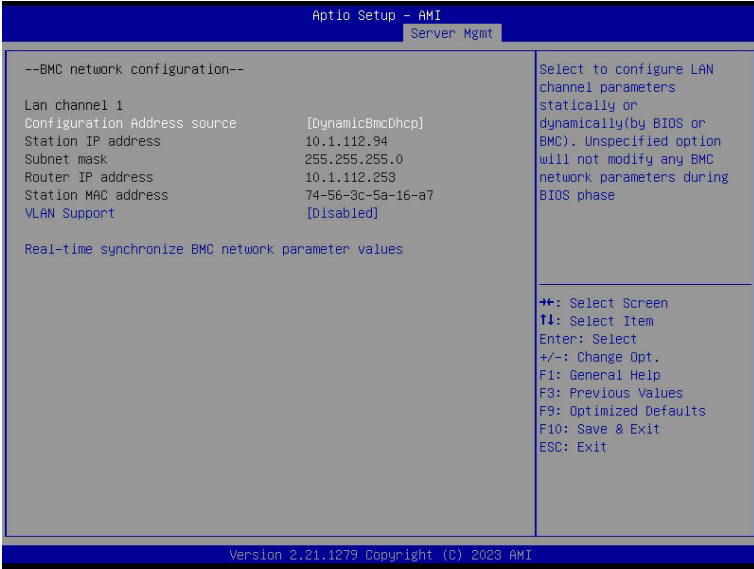 Aptio Setup – AMI
Server Mgmt
--BMC network configuration--
Lan channel 1
Configuration Address source [DynamicBmcDhcp]
Station IP address 10.1.112.94
Subnet mask 255.255.255.0
Router IP address 10.1.112.253
Station MAC address 74-56-3c-5a-16-a7
VLAN Support [Disabled]
Real-time synchronize BMC network parameter values
Select to configure LAN
channel parameters
statically or
dynamically(by BIOS or
BMC). Unspecified option
will not modify any BMC
network parameters during
BIOS phase
→←: Select Screen
↑↓: Select Item
Enter: Select
+/-: Change Opt.
F1: General Help
F3: Previous Values
F9: Optimized Defaults
F10: Save & Exit
ESC: Exit
Version 2.21.1279 Copyright (C) 2023 AMI